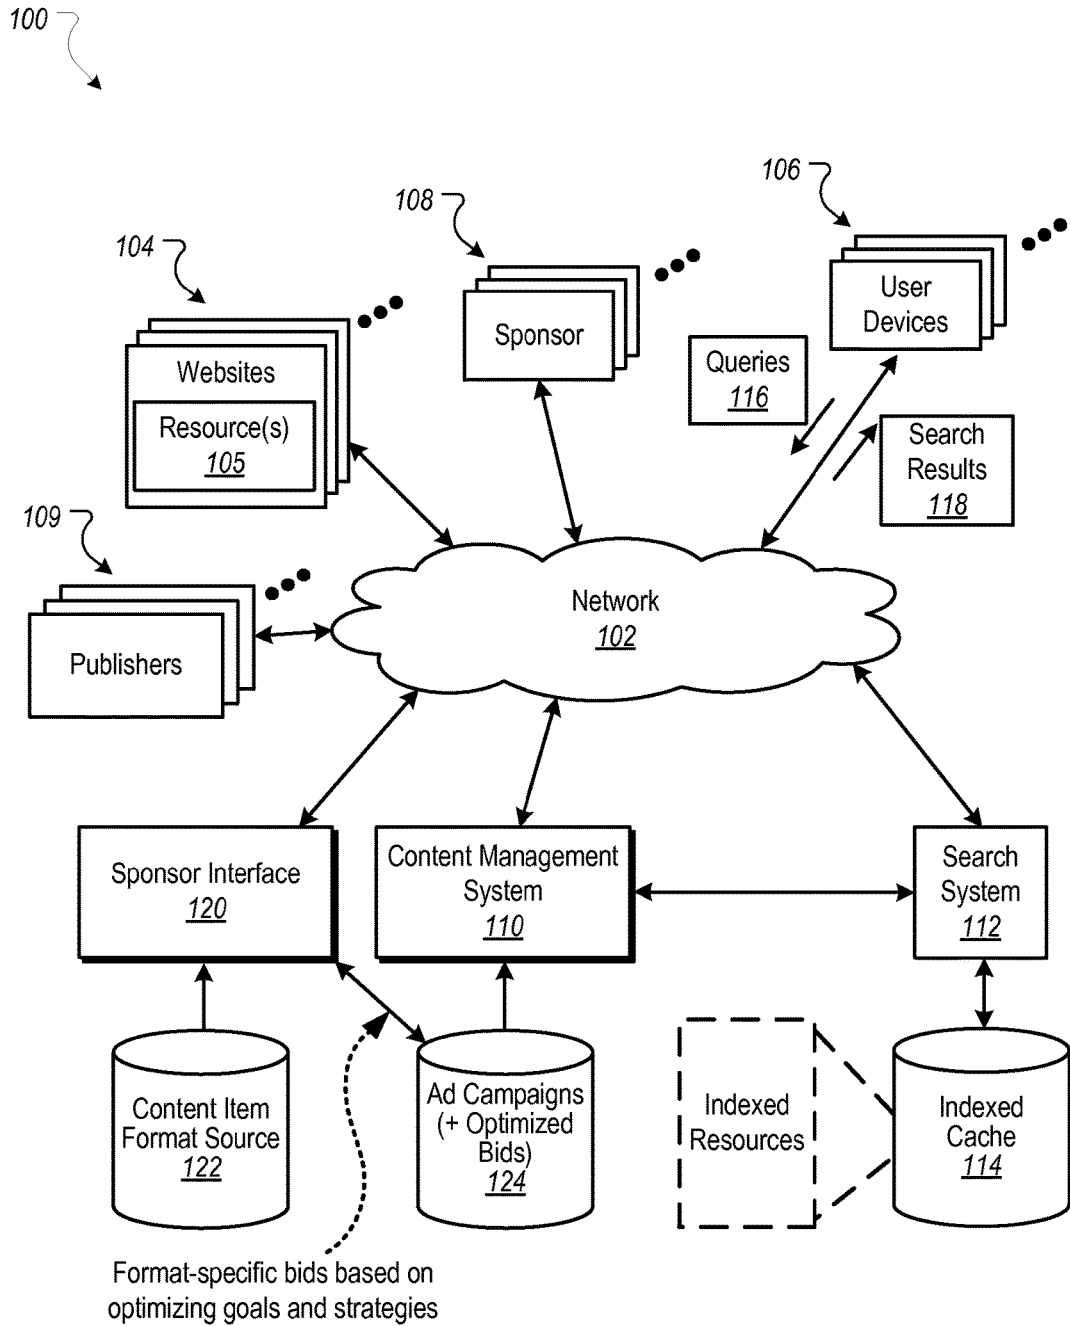 100
106
108
104
User
Devices
Sponsor
Queries
116
Websites
Resource(s)
105
Search
Results
118
109
Network
102
Publishers
Sponsor Interface
120
Content Management
System
110
Search
System
112
Content Item
Format Source
122
Ad Campaigns
(+ Optimized
Bids)
124
Indexed
Resources
Indexed
Cache
114
Format-specific bids based on
optimizing goals and strategies